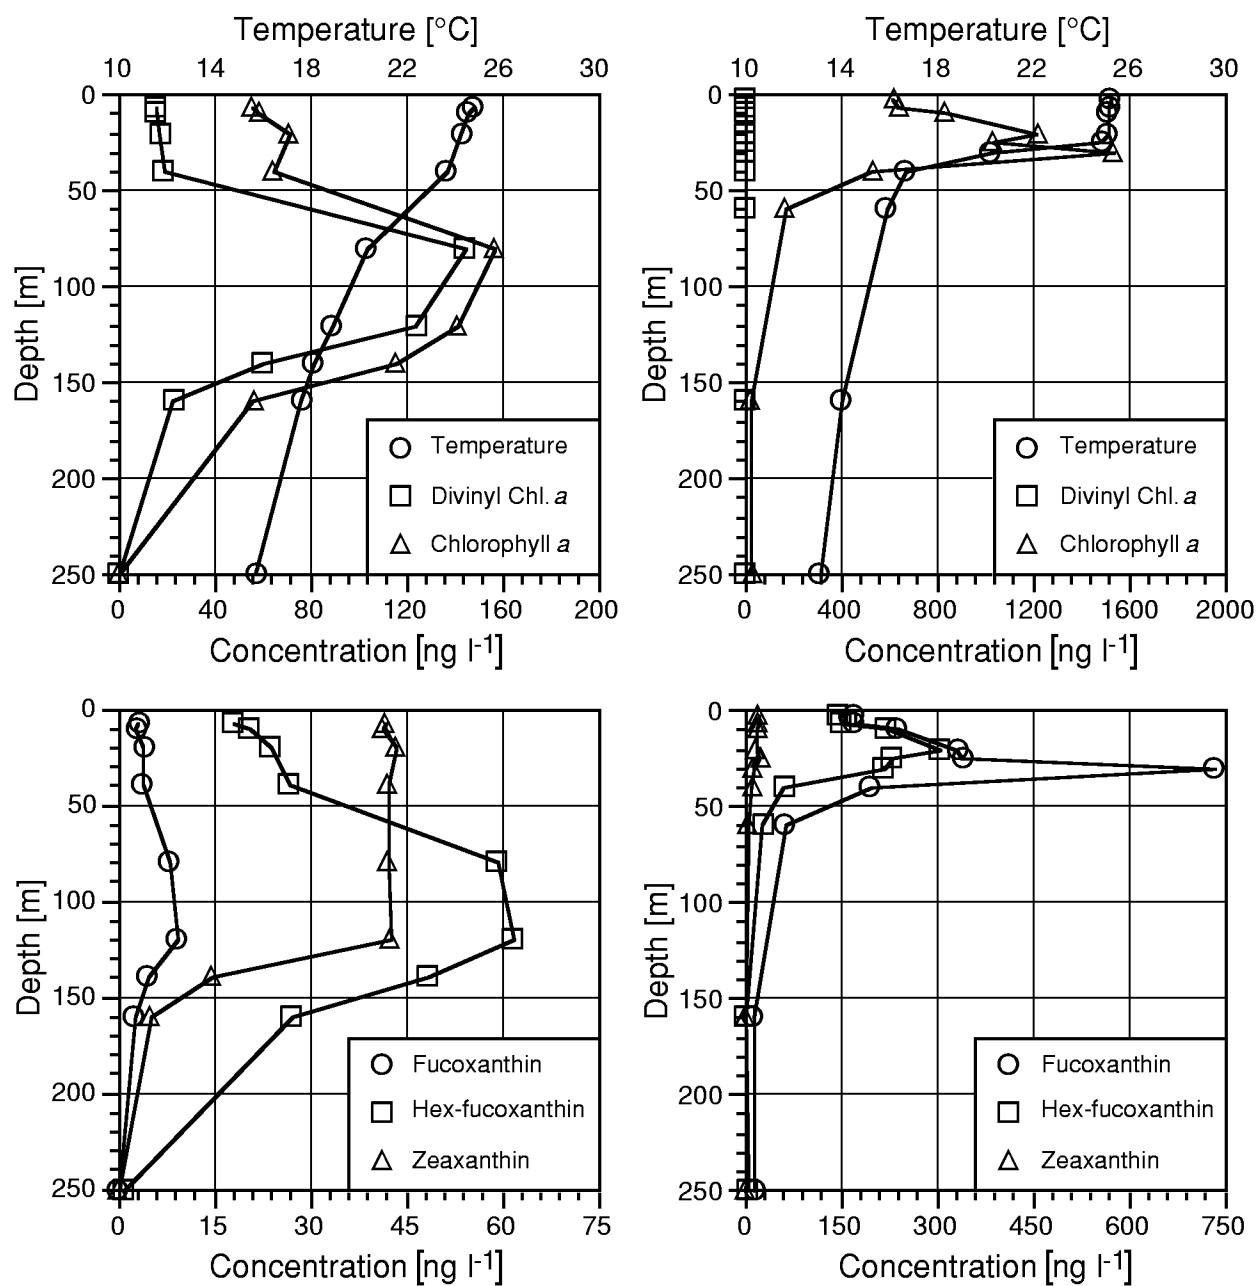 Temperature [°C]
10 14 18 22 26 30
0
50
100
150
200
250
Depth [m]
Temperature
Divinyl Chl. a
Chlorophyll a
0 40 80 120 160 200
Concentration [ng l-1]
Temperature [°C]
10 14 18 22 26 30
0
50
100
150
200
250
Depth [m]
Temperature
Divinyl Chl. a
Chlorophyll a
0 400 800 1200 1600 2000
Concentration [ng l-1]
0
50
100
150
200
250
Depth [m]
Fucoxanthin
Hex-fucoxanthin
Zeaxanthin
0 15 30 45 60 75
Concentration [ng l-1]
0
50
100
150
200
250
Depth [m]
Fucoxanthin
Hex-fucoxanthin
Zeaxanthin
0 150 300 450 600 750
Concentration [ng l-1]